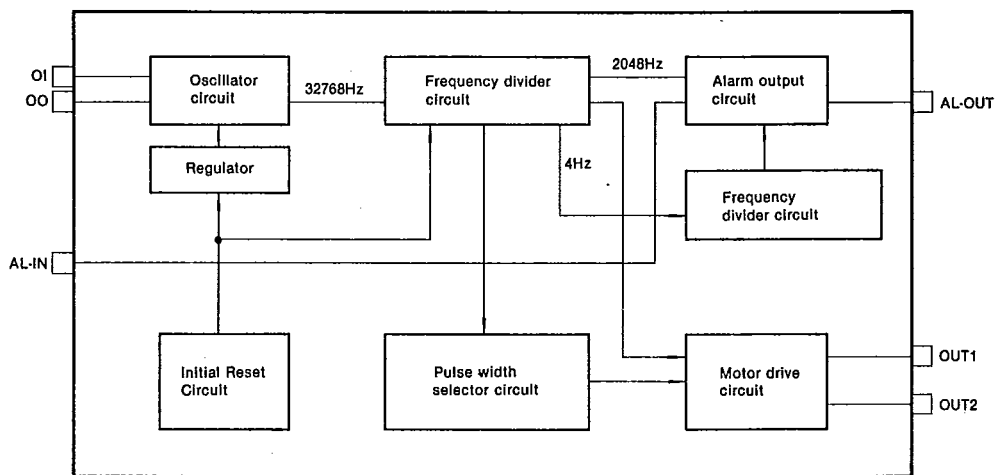 OI
OO
Oscillator
circuit
32768Hz
Frequency divider
circuit
2048Hz
Alarm output
circuit
AL-OUT
Regulator
4Hz
Frequency
divider circuit
AL-IN
Initial Reset
Circuit
Pulse width
selector circuit
Motor drive
circuit
OUT1
OUT2